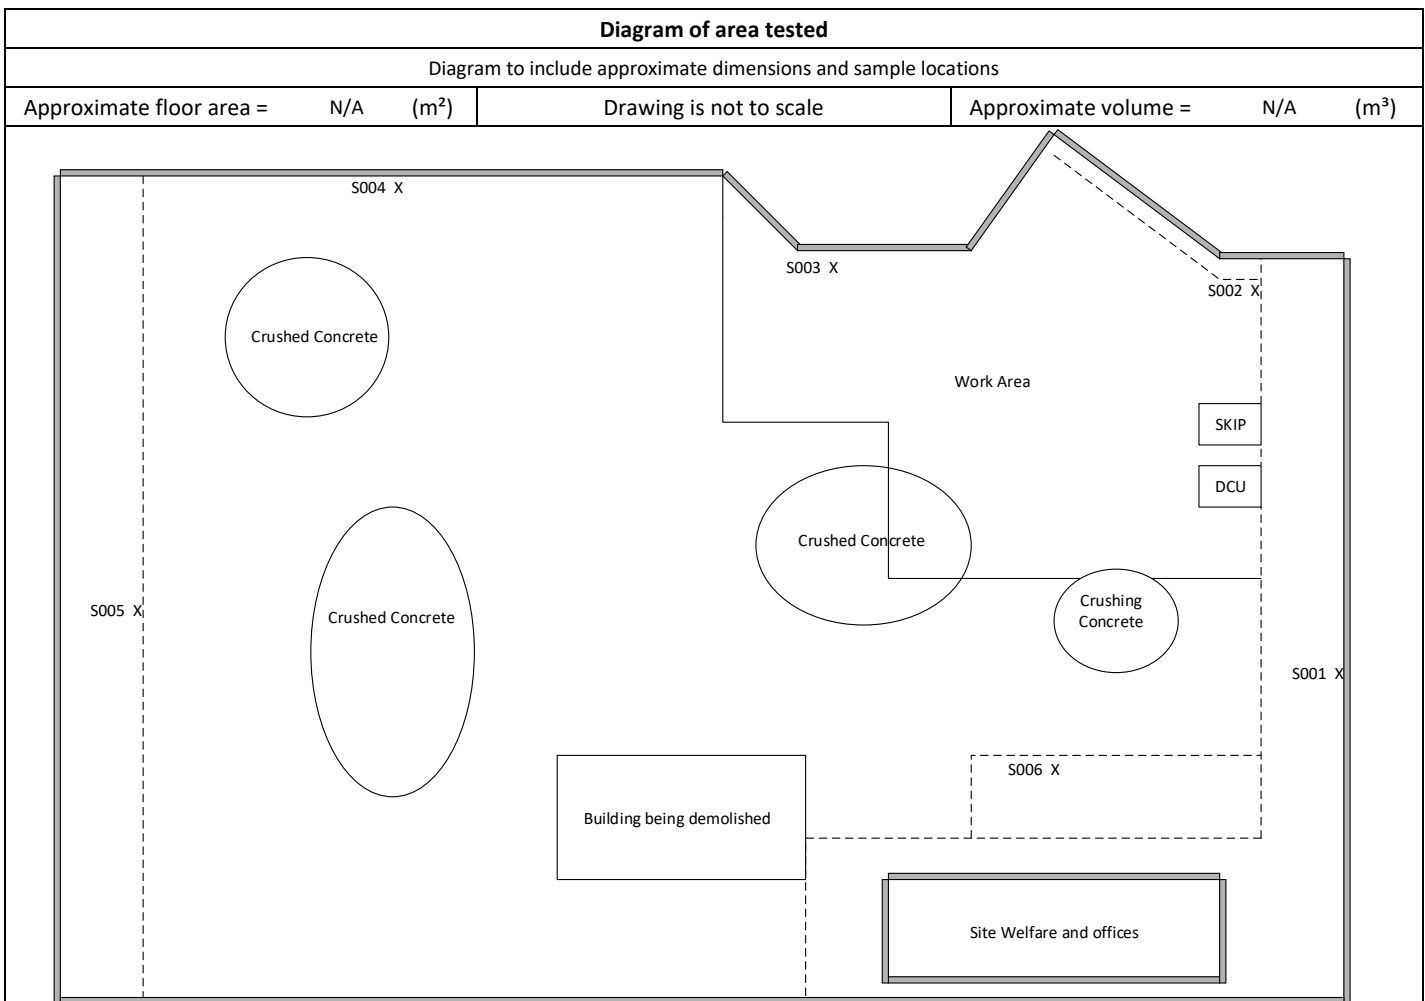 Diagram of area tested
Diagram to include approximate dimensions and sample locations
Approximate floor area = N/A (m²) Drawing is not to scale Approximate volume = N/A (m³)
S004 X
S003 X
S002 X
Crushed Concrete
Work Area
SKIP
DCU
Crushed Concrete
Crushing
Concrete
S005 X
Crushed Concrete
S001 X
S006 X
Building being demolished
Site Welfare and offices